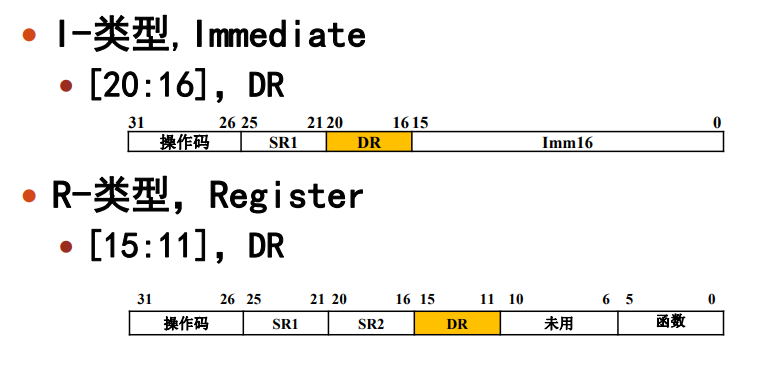 • I-类型, Immediate
• [20:16], DR
31 26 25 21 20 16 15 0
操作码 SR1 DR Imm16
• R-类型, Register
• [15:11], DR
31 26 25 21 20 16 15 11 10 6 5 0
操作码 SR1 SR2 DR 未用 函数